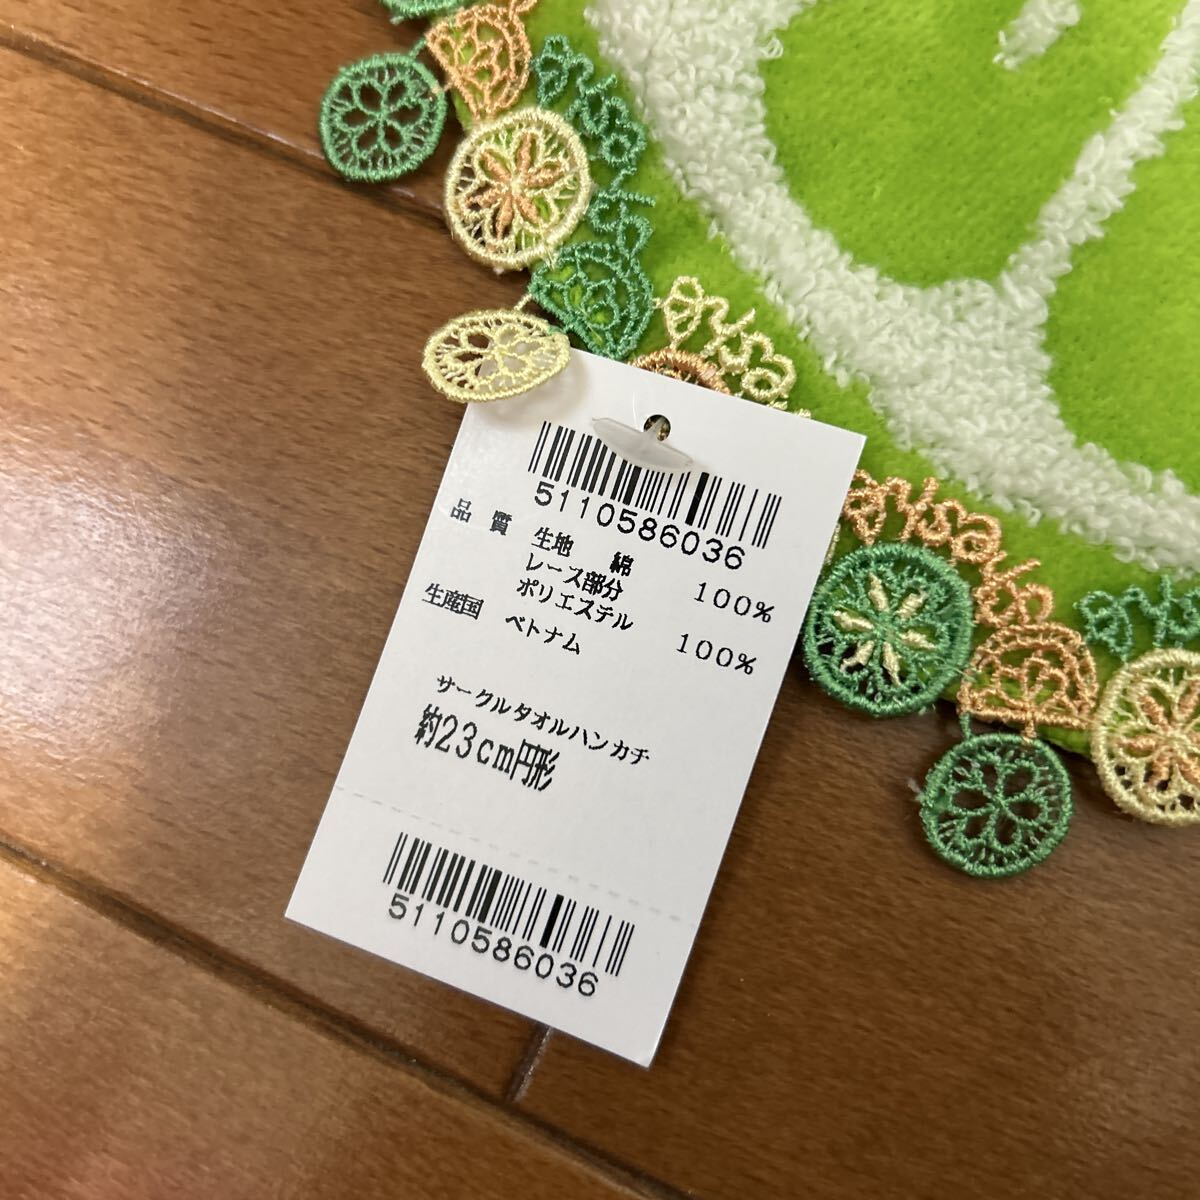 5110586036
品質 生地 綿 100%
レース部分
ポリエステル 100%
生産国 ベトナム
サークルタオルハンカチ
約23cm円形
5110586036